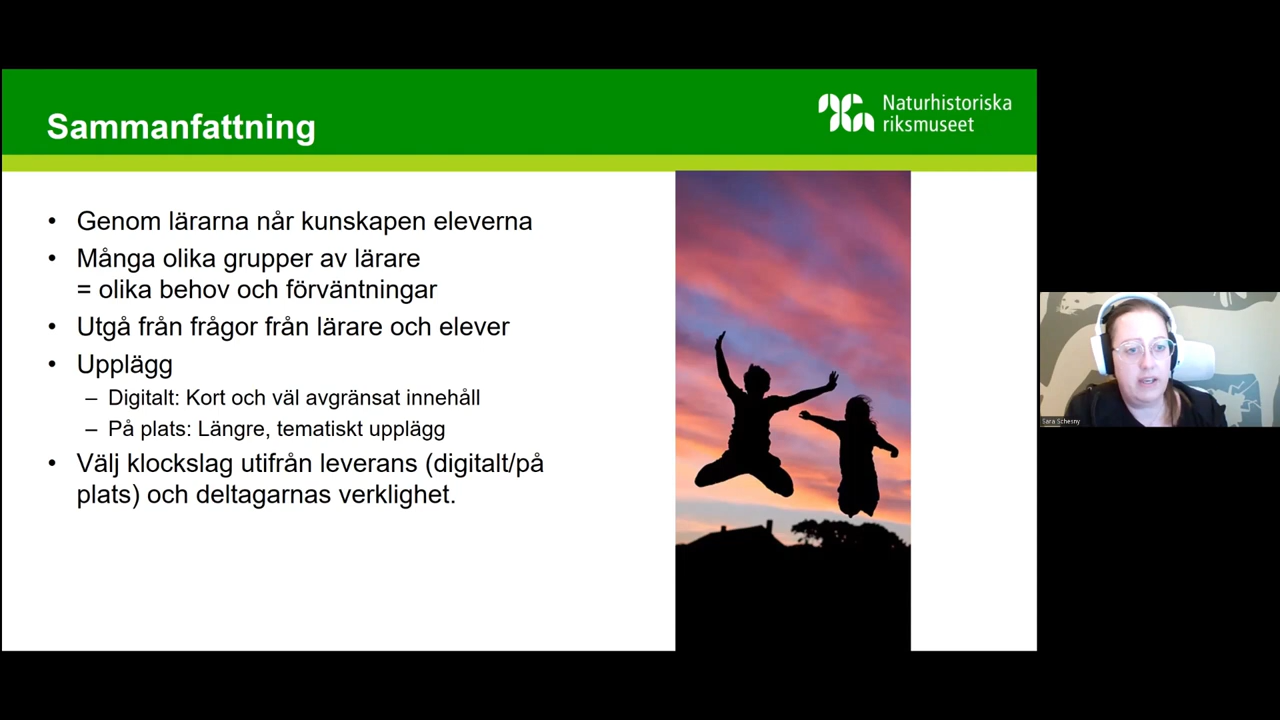 Sammanfattning
Naturhistoriska
riksmuseet
• Genom lärarna når kunskapen eleverna
• Många olika grupper av lärare
= olika behov och förväntningar
• Utgå från frågor från lärare och elever
• Upplägg
– Digitalt: Kort och väl avgränsat innehåll
– På plats: Längre, tematiskt upplägg
• Välj klockslag utifrån leverans (digitalt/på
plats) och deltagarnas verklighet.
Sara Schesny